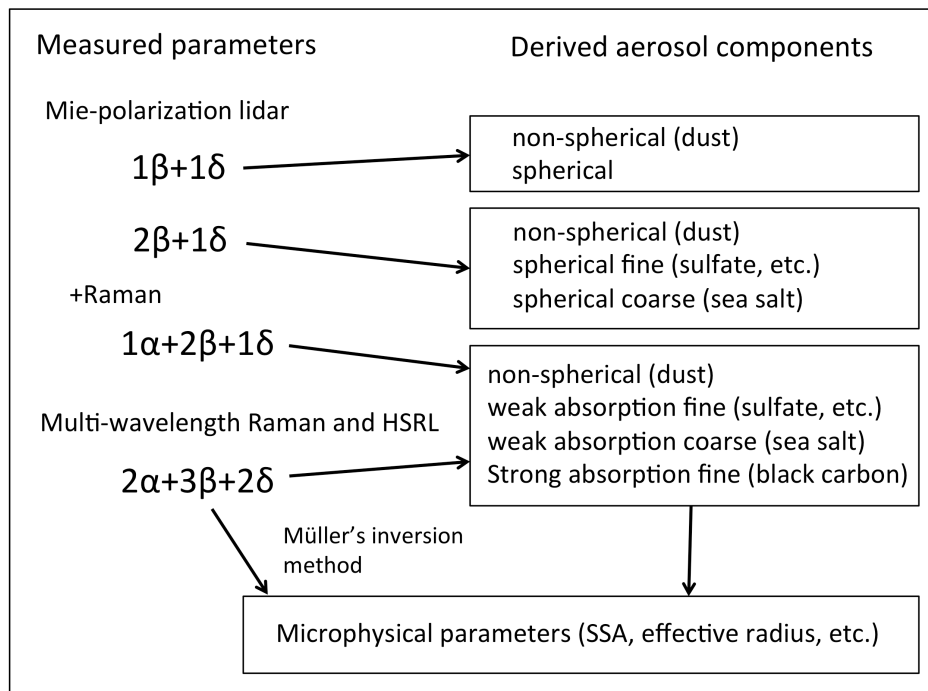 Measured parameters
Derived aerosol components
Mie-polarization lidar
1β+1δ
non-spherical (dust)
spherical
2β+1δ
non-spherical (dust)
spherical fine (sulfate, etc.)
spherical coarse (sea salt)
+Raman
1α+2β+1δ
non-spherical (dust)
weak absorption fine (sulfate, etc.)
weak absorption coarse (sea salt)
Strong absorption fine (black carbon)
Multi-wavelength Raman and HSRL
2α+3β+2δ
Müller's inversion
method
Microphysical parameters (SSA, effective radius, etc.)